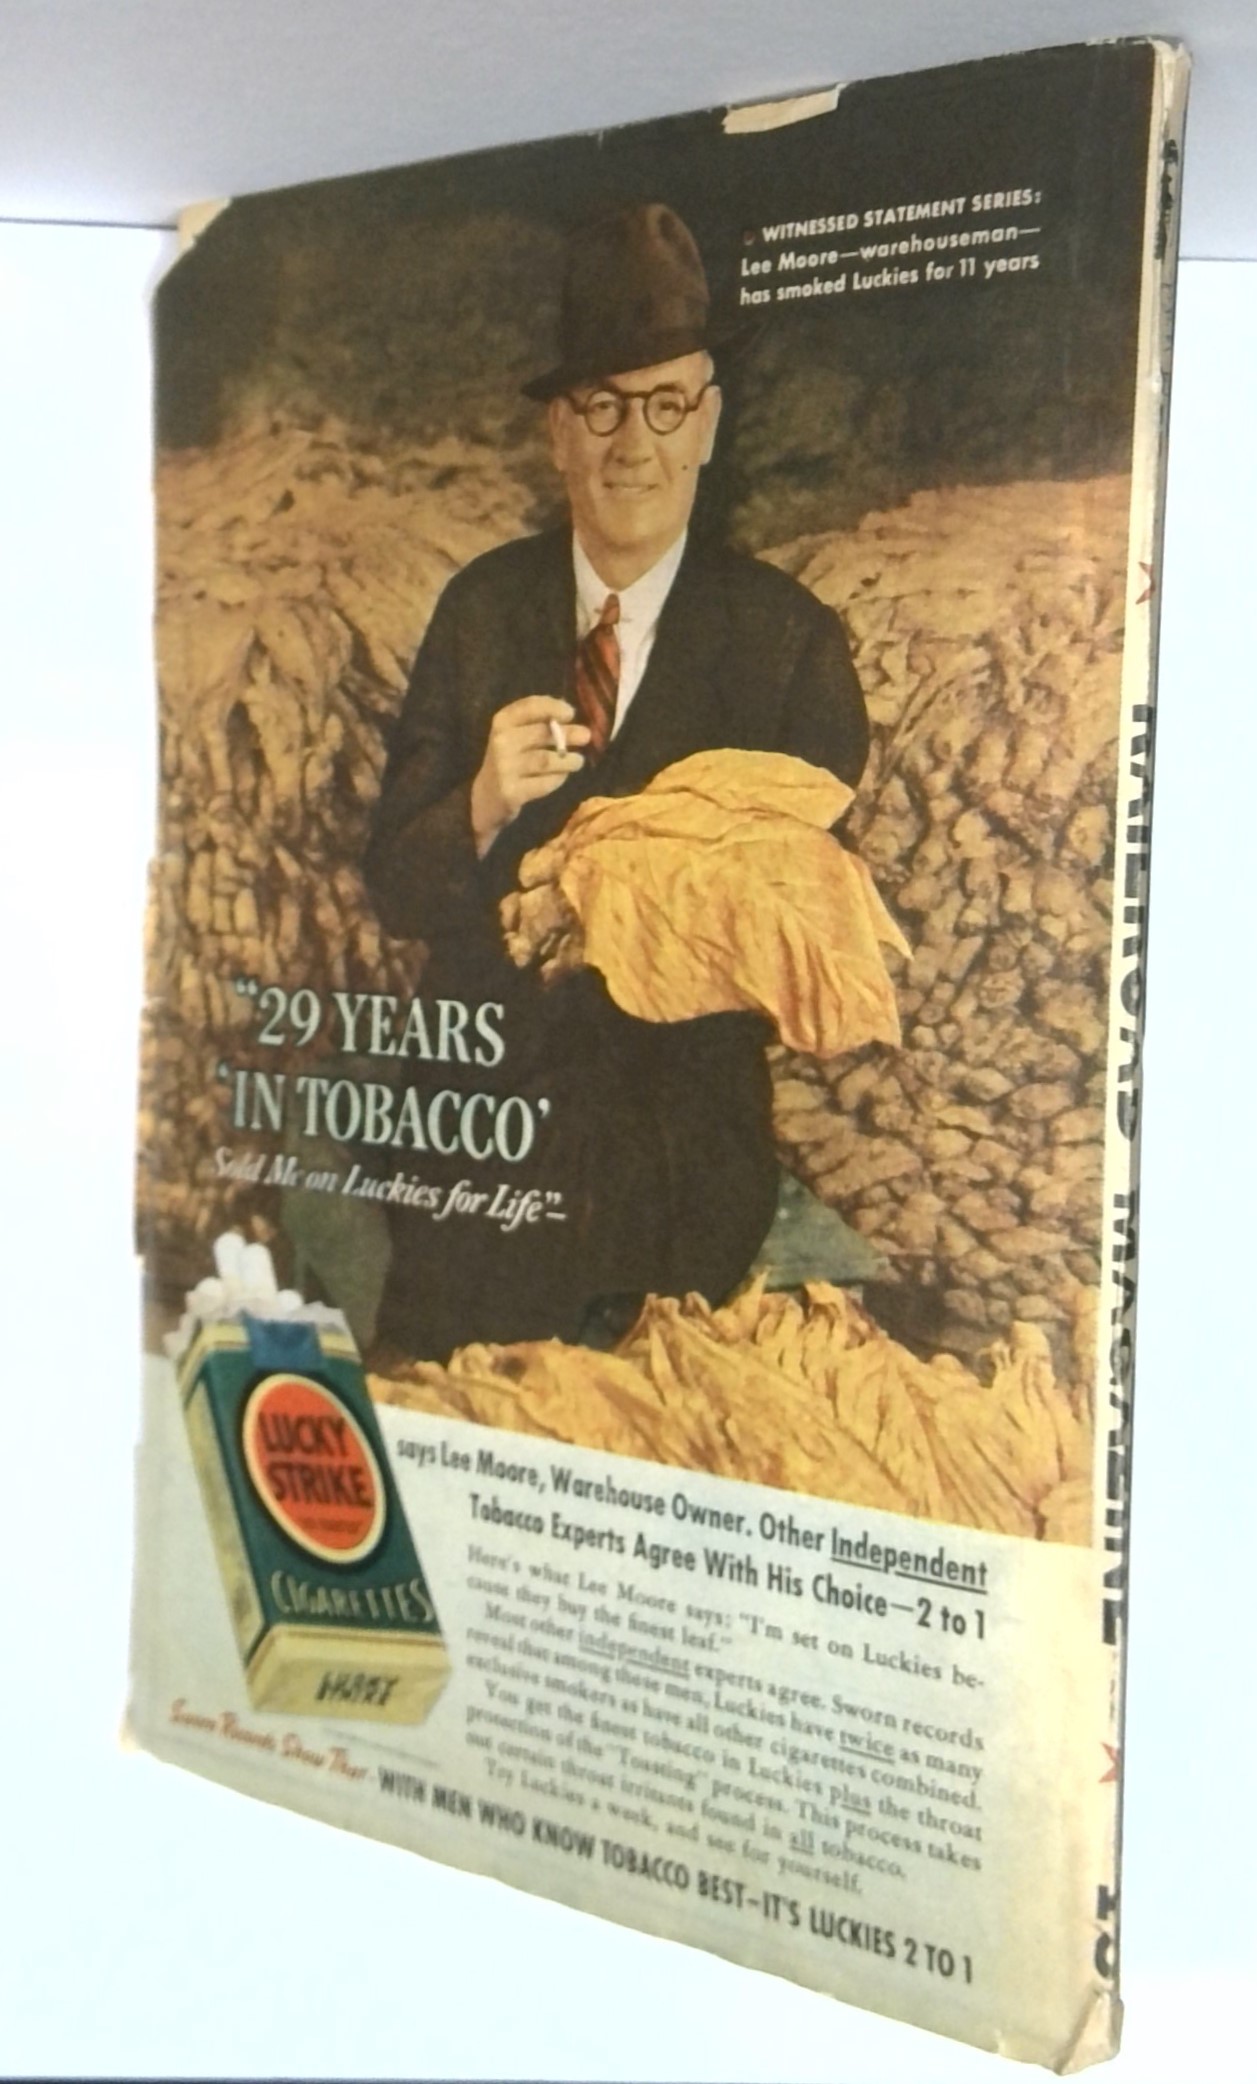 WITNESSED STATEMENT SERIES:
Lee Moore—warehouseman—
has smoked Luckies for 11 years
"29 YEARS
'IN TOBACCO'
Sold Me on Luckies for Life"—
LUCKY
STRIKE
CIGARETTES
says Lee Moore, Warehouse Owner. Other Independent
Tobacco Experts Agree With His Choice—2 to 1
Here's what Lee Moore says: "I'm set on Luckies be-
cause they buy the finest leaf."
Most other independent experts agree. Sworn records
reveal that among these men, Luckies have twice as many
exclusive smokers as have all other cigarettes combined.
You get the finest tobacco in Luckies plus the throat
protection of the "Toasting" process. This process takes
out certain throat irritants found in all tobacco.
Try Luckies a week, and see for yourself.
Sworn Records Show That—WITH MEN WHO KNOW TOBACCO BEST—IT'S LUCKIES 2 TO 1
RAILROAD MAGAZINE